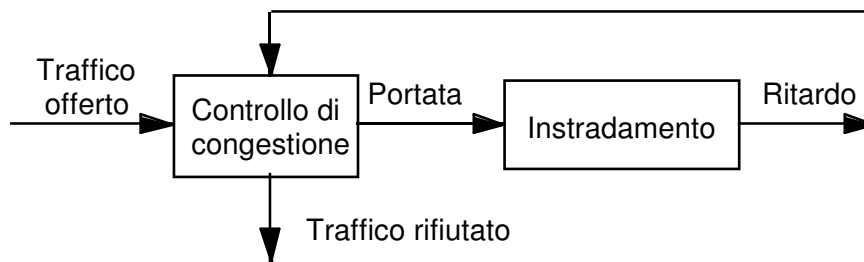 Traffico
offerto
Controllo di
congestione
Portata
Instradamento
Ritardo
Traffico rifiutato